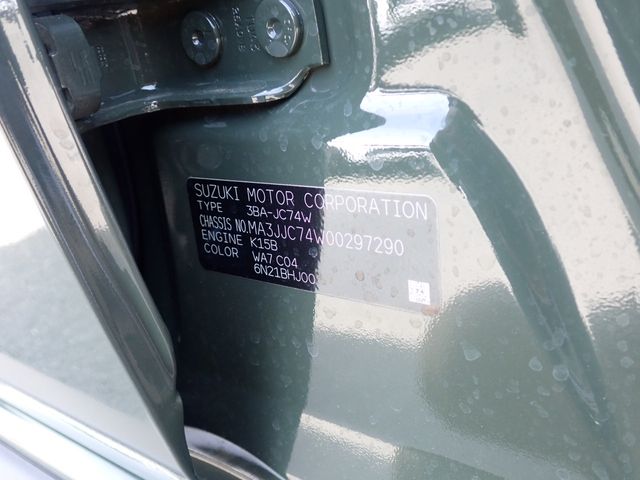 SUZUKI MOTOR CORPORATION
TYPE 3BA-JC74W
CHASSIS NO. MA3JJC74W00297290
ENGINE K15B
COLOR WA7 C04
6N21BHJ00